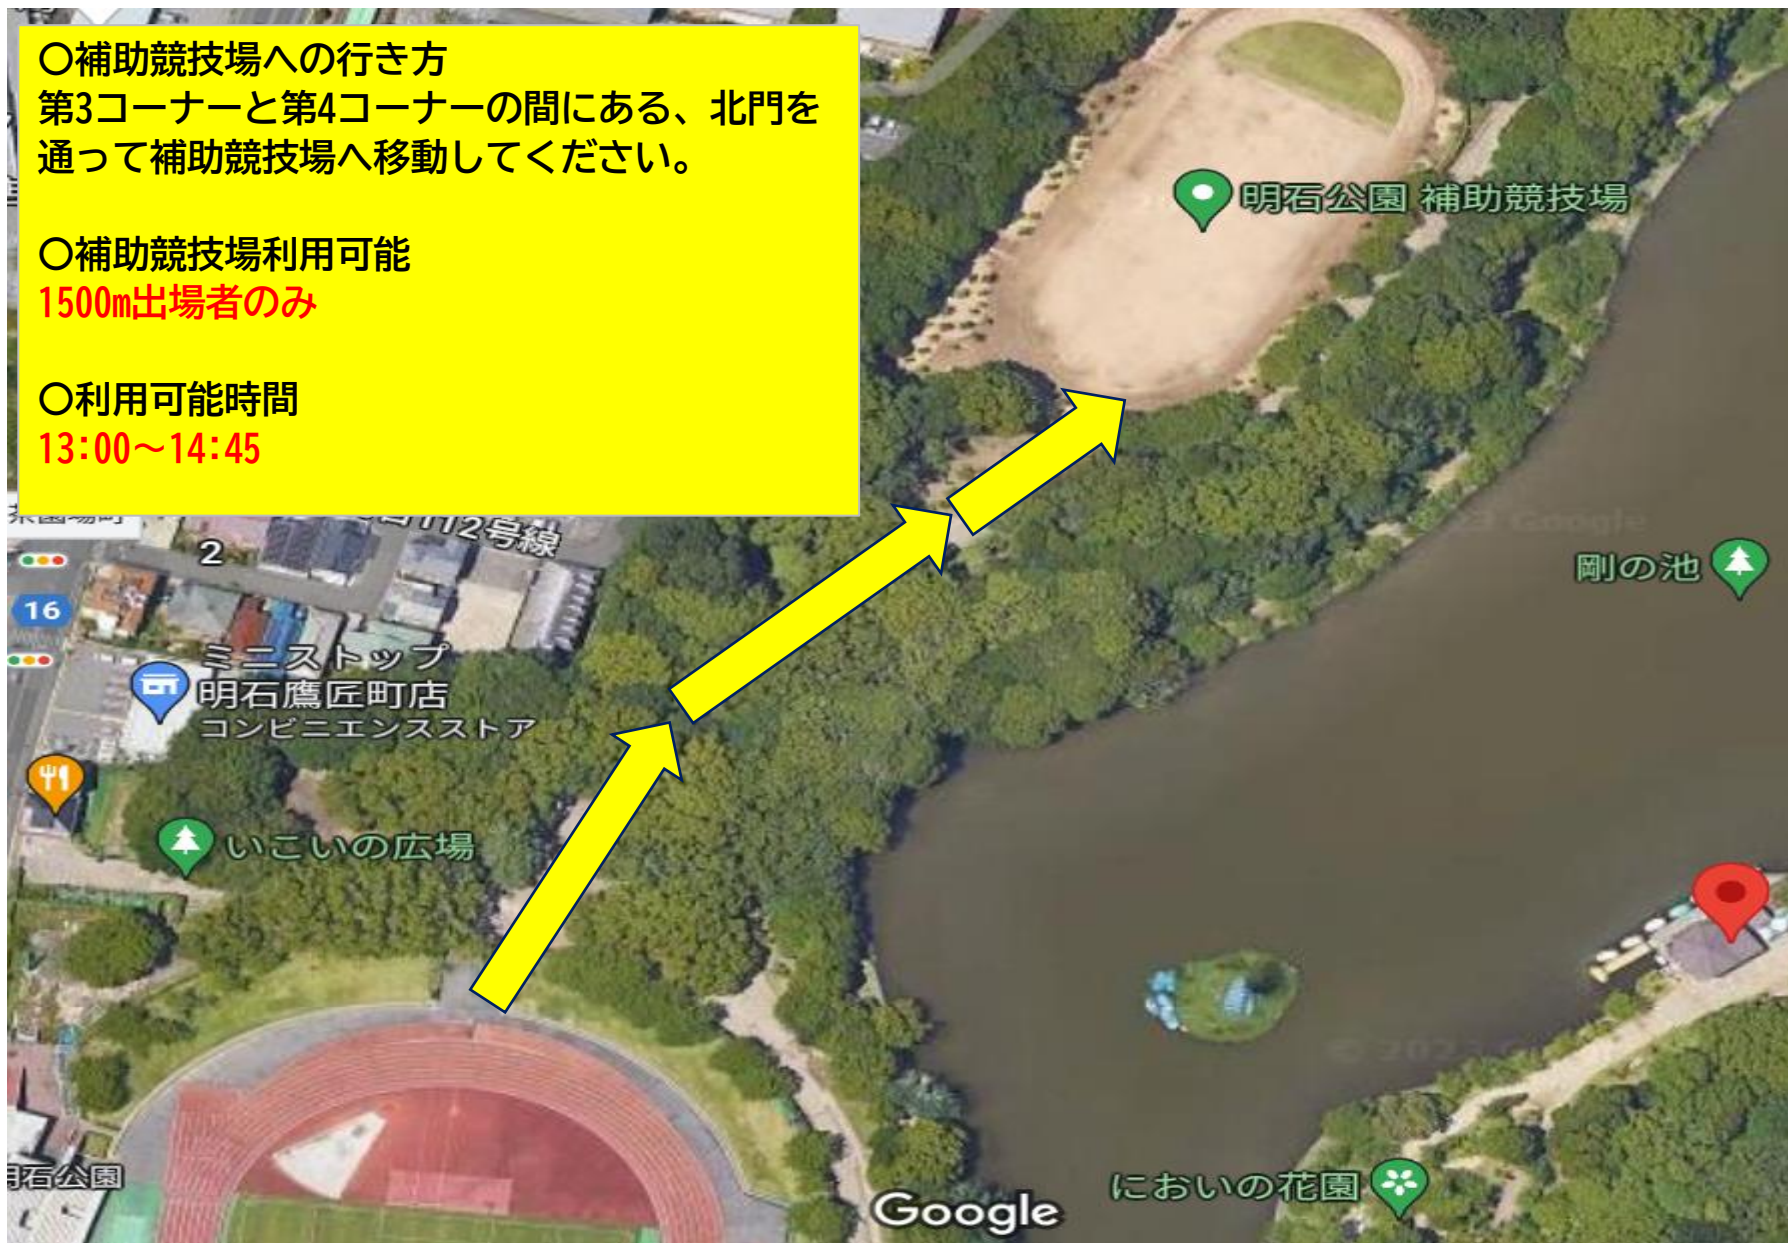 〇補助競技場への行き方
第3コーナーと第4コーナーの間にある、北門を
通って補助競技場へ移動してください。
〇補助競技場利用可能
1500m出場者のみ
〇利用可能時間
13:00～14:45
明石公園 補助競技場
112号線
2
剛の池
16
ミニストップ
明石鷹匠町店
コンビニエンスストア
いこいの広場
明石公園
においの花園
Google